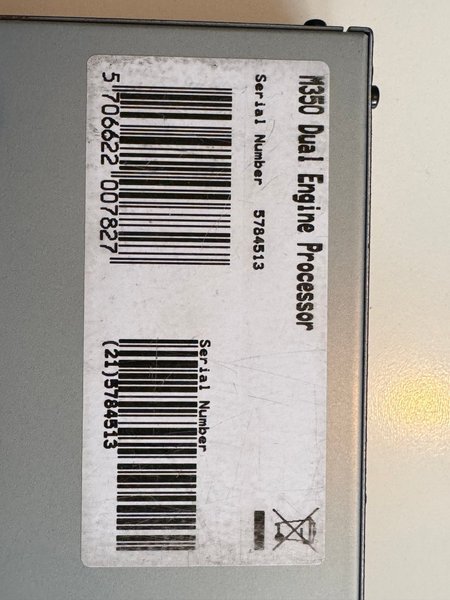 M350 Dual Engine Processor
Serial Number 5784513
5 706622 007827
Serial Number
(21)5784513